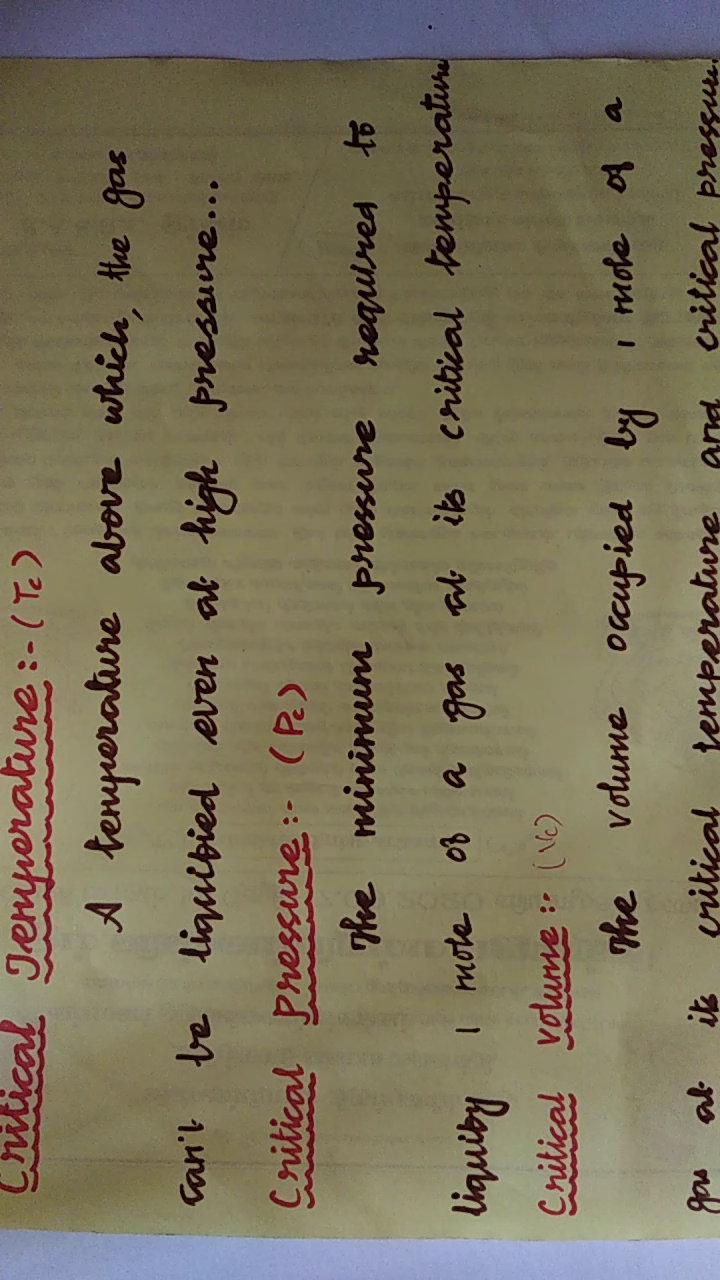 Critical Temperature :- (Tc)
A temperature above which, the gas
can't be liquified even at high pressure...
Critical pressure :- (Pc)
The minimum pressure required to
liquify 1 mole of a gas at its critical temperature
Critical volume : (Vc)
The volume occupied by 1 mole of a
gas at its critical temperature and critical pressure.